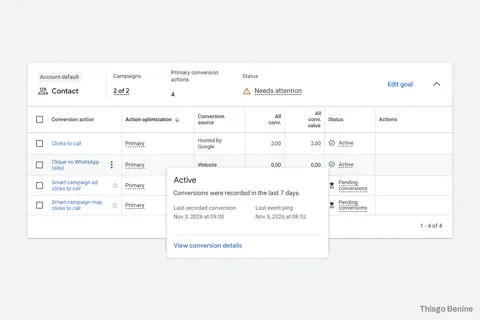 Account default
Contact
Campaigns
2 of 2
Primary conversion
actions
4
Status
Needs attention
Edit goal
Conversion action
Action optimization
Conversion
source
All
conv.
All
conv.
value
Status
Actions
Clicks to call
Primary
Hosted by
Google
2,00
2,00
Active
Clique no WhatsApp
(site)
Primary
Website
0,00
0,00
Active
Smart campaign ad
clicks to call
Primary
Pending
conversions
Smart campaign map
clicks to call
Primary
Pending
conversions
Active
Conversions were recorded in the last 7 days.
Last recorded conversion
Nov 3, 2026 at 09:00
Last event ping
Nov 3, 2026 at 08:52
View conversion details
1 - 4 of 4
Thiago Benine